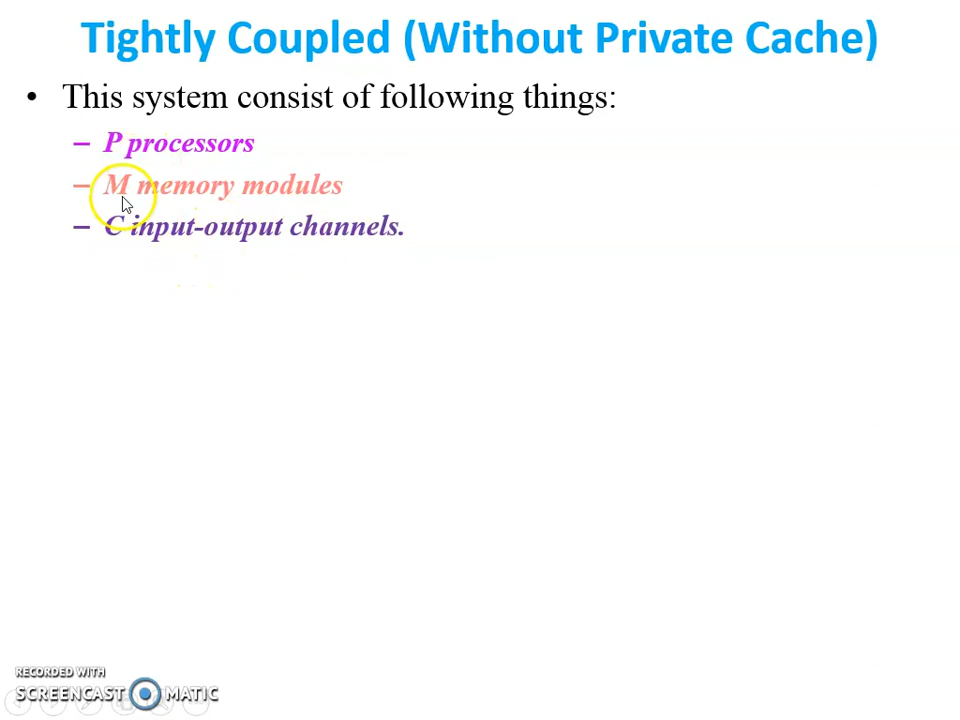 Tightly Coupled (Without Private Cache)
• This system consist of following things:
– P processors
– M memory modules
– C input-output channels.
RECORDED WITH
SCREENCAST MATIC